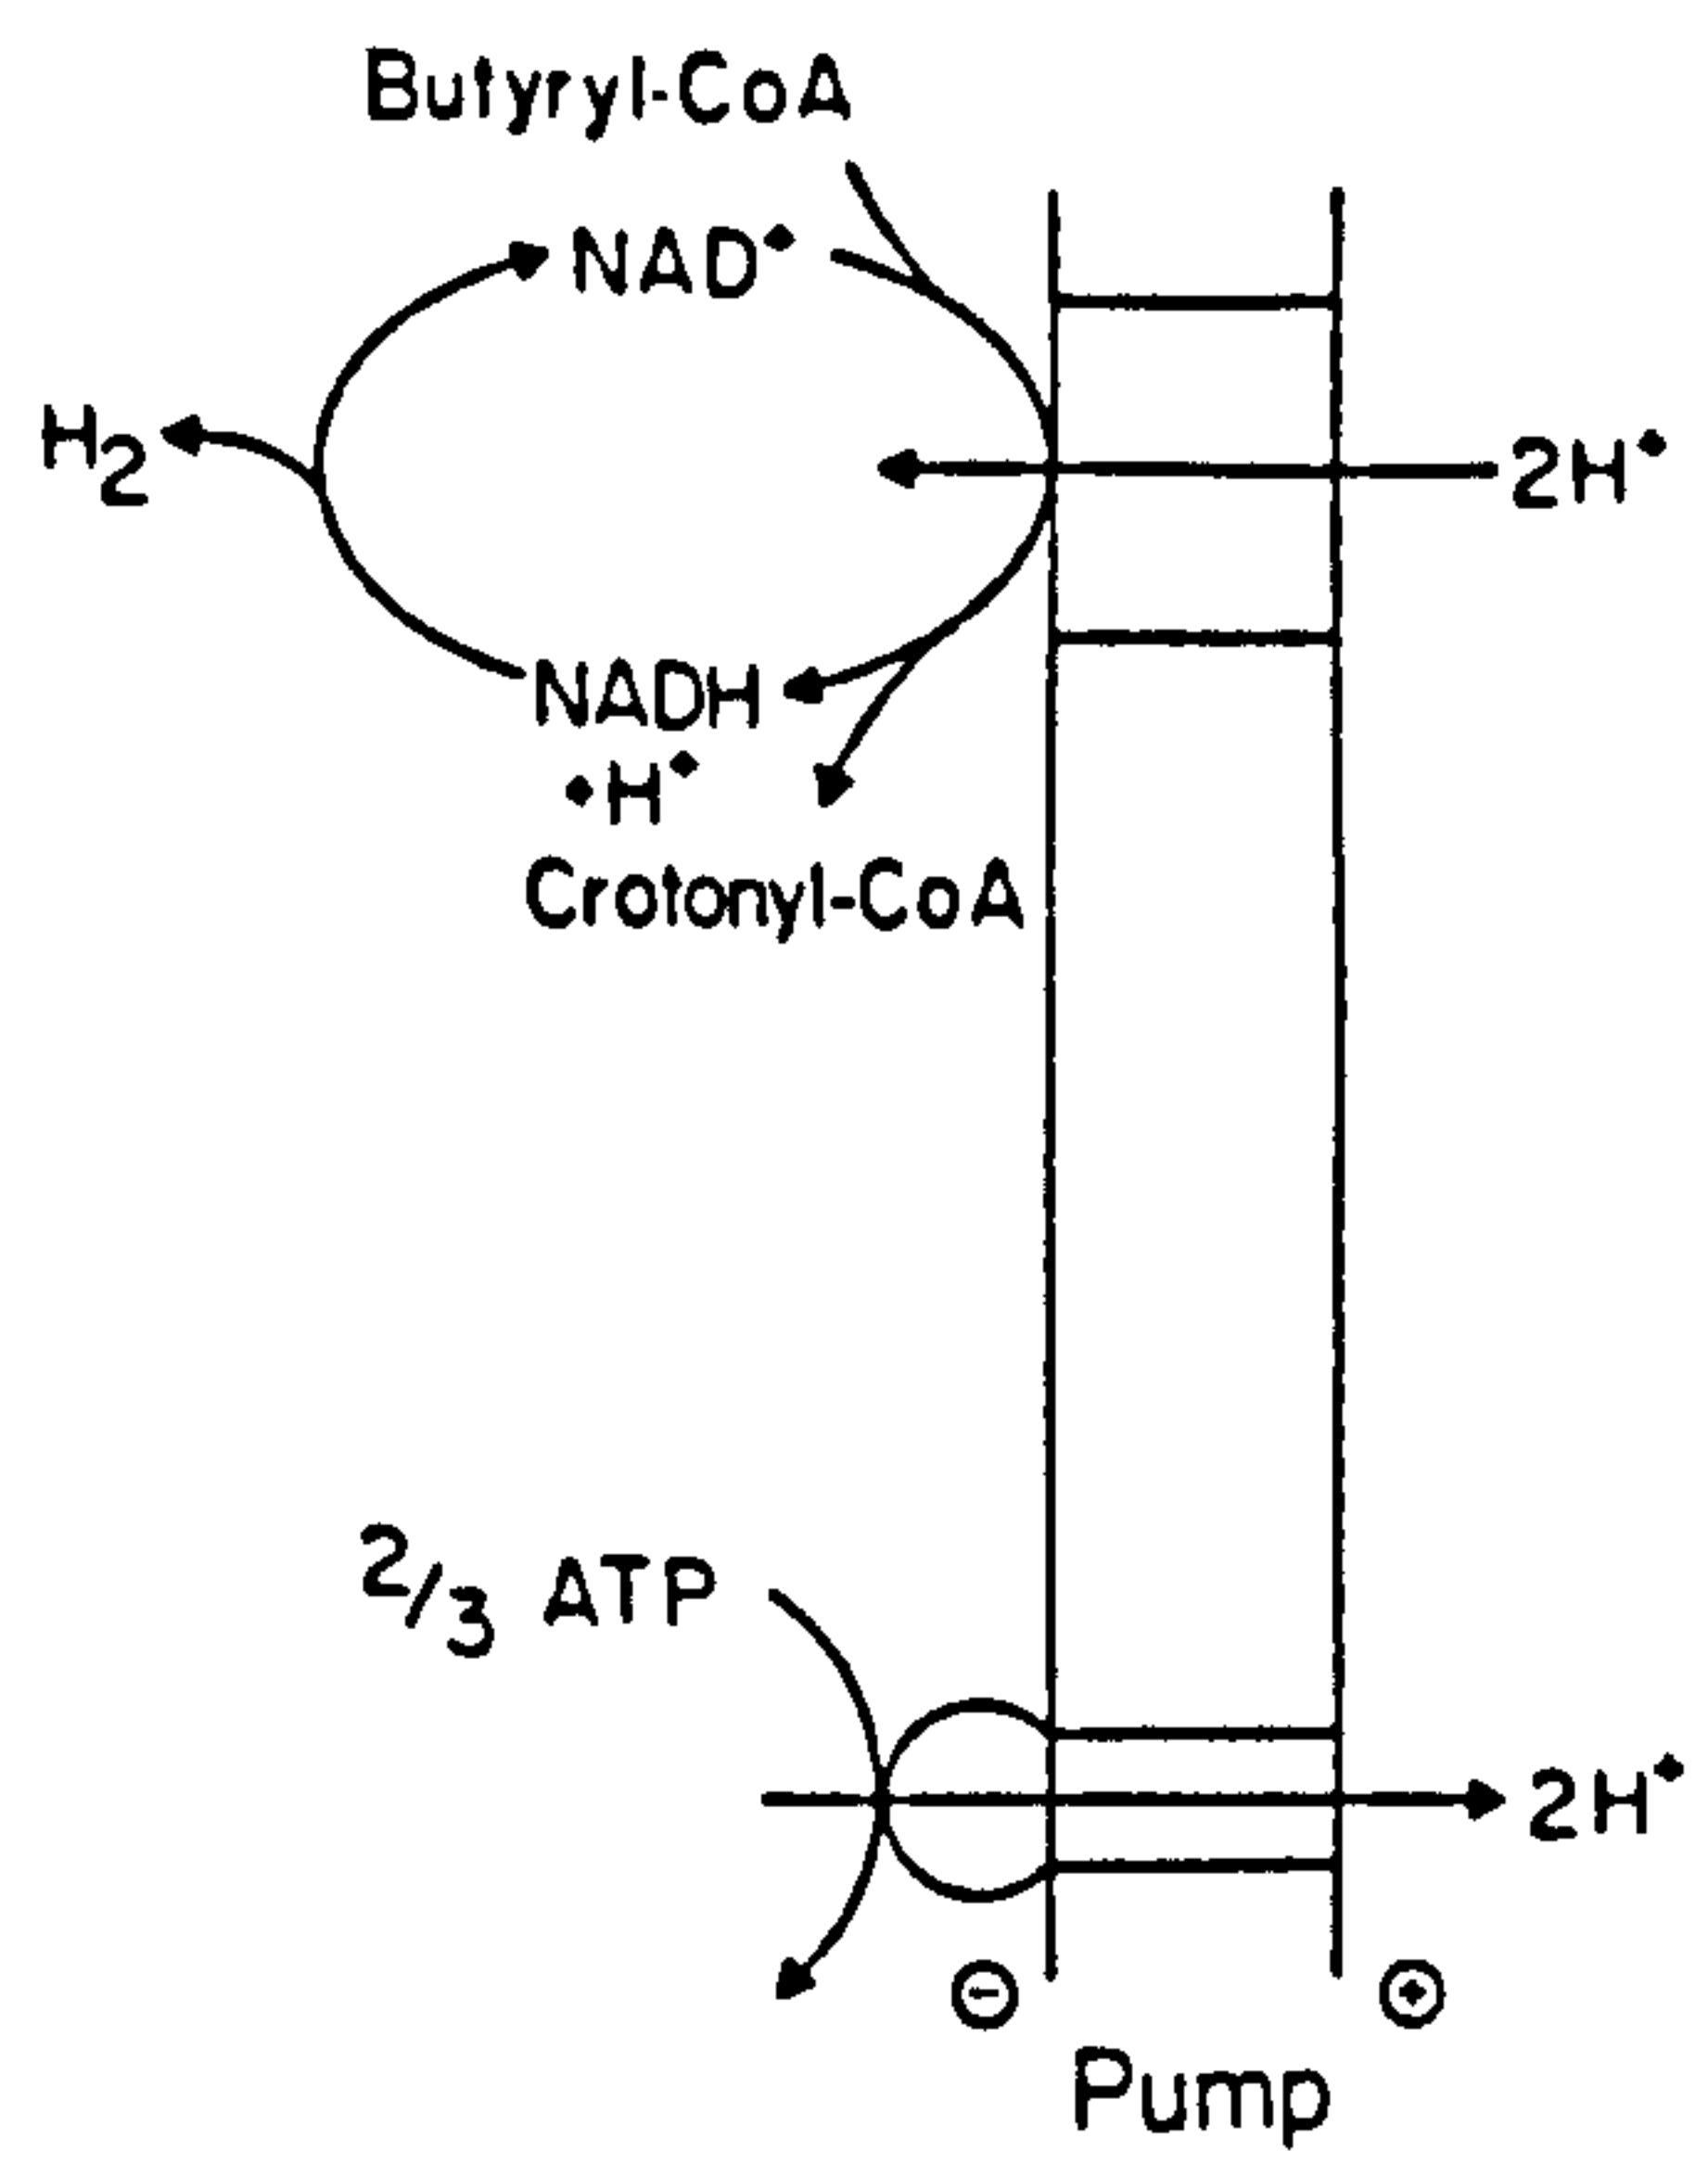 Butyryl-CoA
NAD⁺
H₂
2H⁺
NADH
+H⁺
Crotonyl-CoA
2/3 ATP
2H⁺
⊖ ⊕
Pump